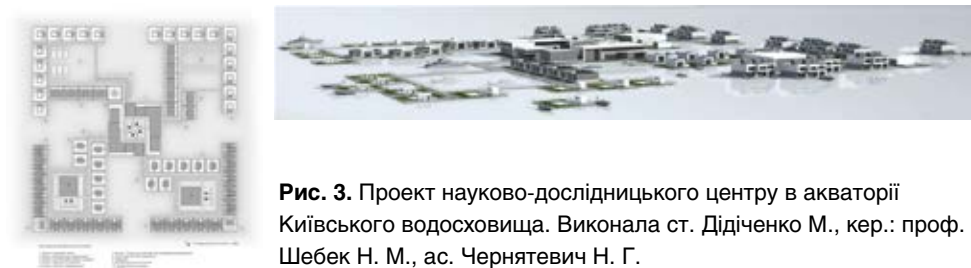 Рис. 3. Проект науково-дослідницького центру в акваторії
Київського водосховища. Виконала ст. Дідіченко М., кер.: проф.
Шебек Н. М., ас. Чернятевич Н. Г.